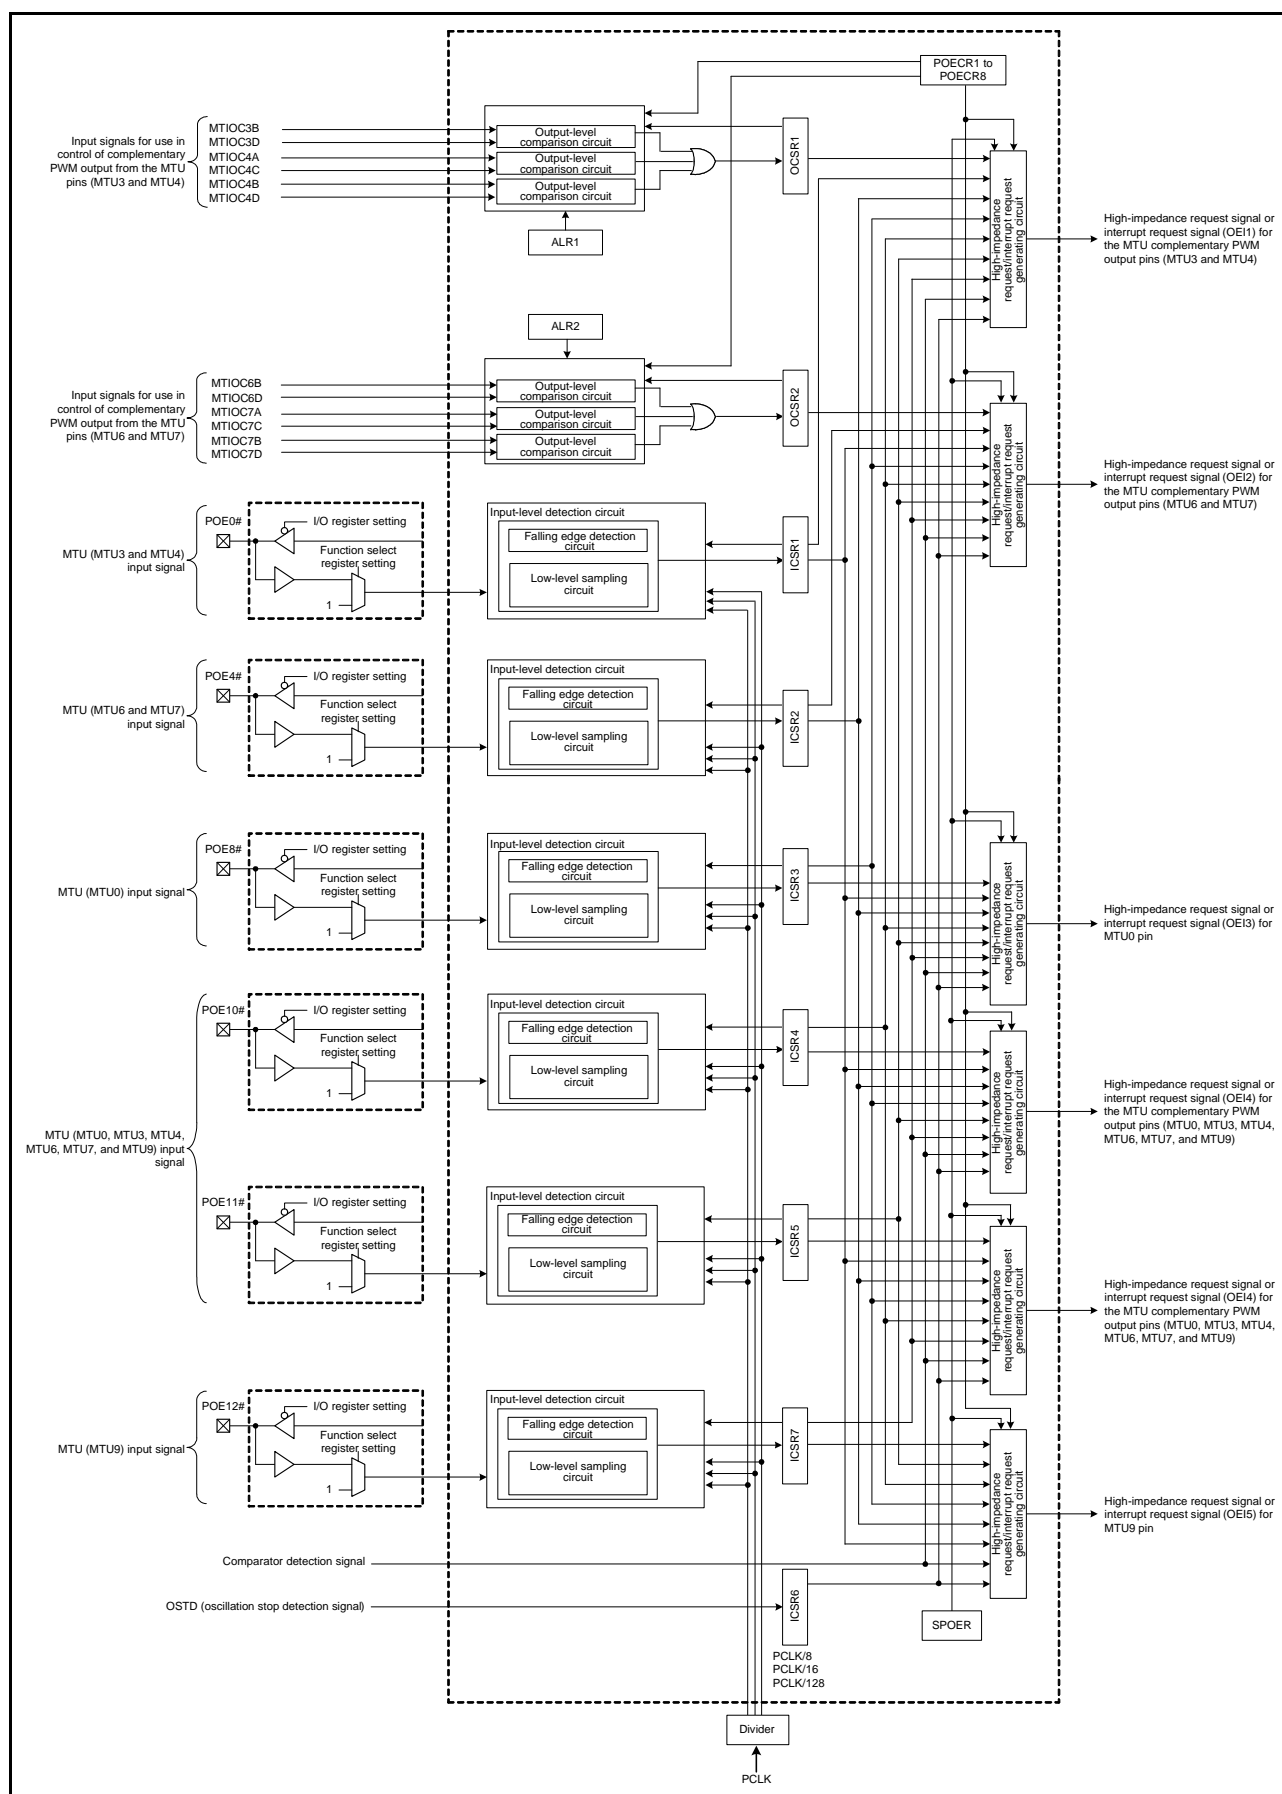 POECR1 to
POECR8
Input signals for use in
control of complementary
PWM output from the MTU
pins (MTU3 and MTU4)
MTIOC3B
MTIOC3D
MTIOC4A
MTIOC4C
MTIOC4B
MTIOC4D
Output-level
comparison circuit
Output-level
comparison circuit
Output-level
comparison circuit
OCSR1
ALR1
High-impedance
request/interrupt request
generating circuit
High-impedance request signal or
interrupt request signal (OEI1) for
the MTU complementary PWM
output pins (MTU3 and MTU4)
ALR2
Input signals for use in
control of complementary
PWM output from the MTU
pins (MTU6 and MTU7)
MTIOC6B
MTIOC6D
MTIOC7A
MTIOC7C
MTIOC7B
MTIOC7D
Output-level
comparison circuit
Output-level
comparison circuit
Output-level
comparison circuit
OCSR2
High-impedance
request/interrupt request
generating circuit
High-impedance request signal or
interrupt request signal (OEI2) for
the MTU complementary PWM
output pins (MTU6 and MTU7)
MTU (MTU3 and MTU4)
input signal
POE0#
I/O register setting
Function select
register setting
1
Input-level detection circuit
Falling edge detection
circuit
Low-level sampling
circuit
ICSR1
MTU (MTU6 and MTU7)
input signal
POE4#
I/O register setting
Function select
register setting
1
Input-level detection circuit
Falling edge detection
circuit
Low-level sampling
circuit
ICSR2
MTU (MTU0) input signal
POE8#
I/O register setting
Function select
register setting
1
Input-level detection circuit
Falling edge detection
circuit
Low-level sampling
circuit
ICSR3
High-impedance
request/interrupt request
generating circuit
High-impedance request signal or
interrupt request signal (OEI3) for
MTU0 pin
MTU (MTU0, MTU3, MTU4,
MTU6, MTU7, and MTU9) input
signal
POE10#
I/O register setting
Function select
register setting
1
Input-level detection circuit
Falling edge detection
circuit
Low-level sampling
circuit
ICSR4
High-impedance
request/interrupt request
generating circuit
High-impedance request signal or
interrupt request signal (OEI4) for
the MTU complementary PWM
output pins (MTU0, MTU3, MTU4,
MTU6, MTU7, and MTU9)
POE11#
I/O register setting
Function select
register setting
1
Input-level detection circuit
Falling edge detection
circuit
Low-level sampling
circuit
ICSR5
High-impedance
request/interrupt request
generating circuit
High-impedance request signal or
interrupt request signal (OEI4) for
the MTU complementary PWM
output pins (MTU0, MTU3, MTU4,
MTU6, MTU7, and MTU9)
MTU (MTU9) input signal
POE12#
I/O register setting
Function select
register setting
1
Input-level detection circuit
Falling edge detection
circuit
Low-level sampling
circuit
ICSR7
High-impedance
request/interrupt request
generating circuit
High-impedance request signal or
interrupt request signal (OEI5) for
MTU9 pin
Comparator detection signal
OSTD (oscillation stop detection signal)
ICSR6
SPOER
PCLK/8
PCLK/16
PCLK/128
Divider
PCLK